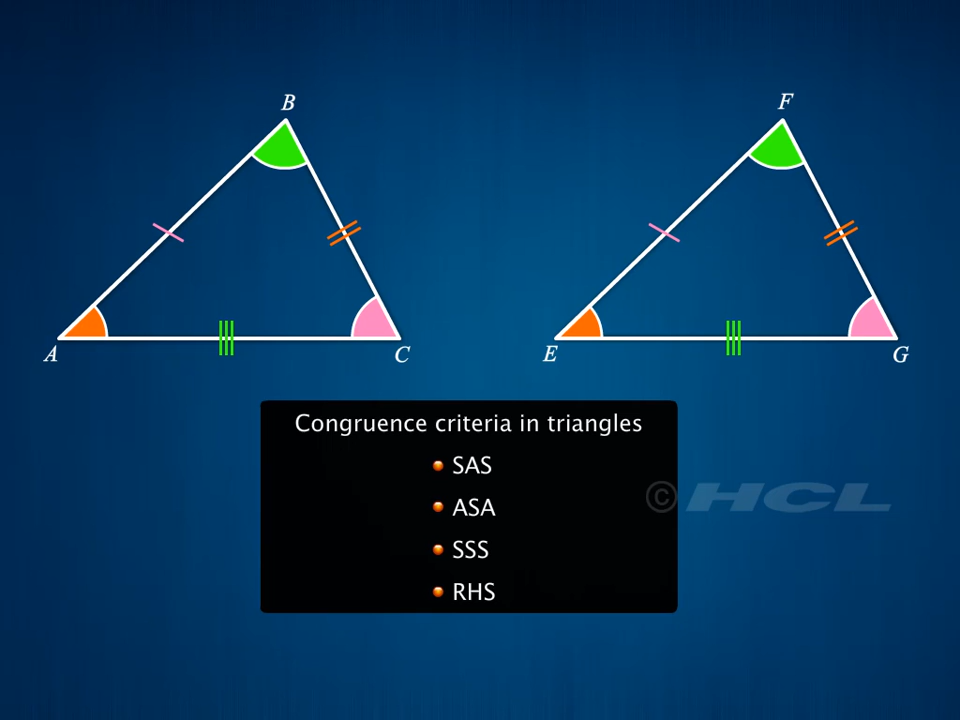 B
F
A
C
E
G
Congruence criteria in triangles
SAS
ASA
© HCL
SSS
RHS